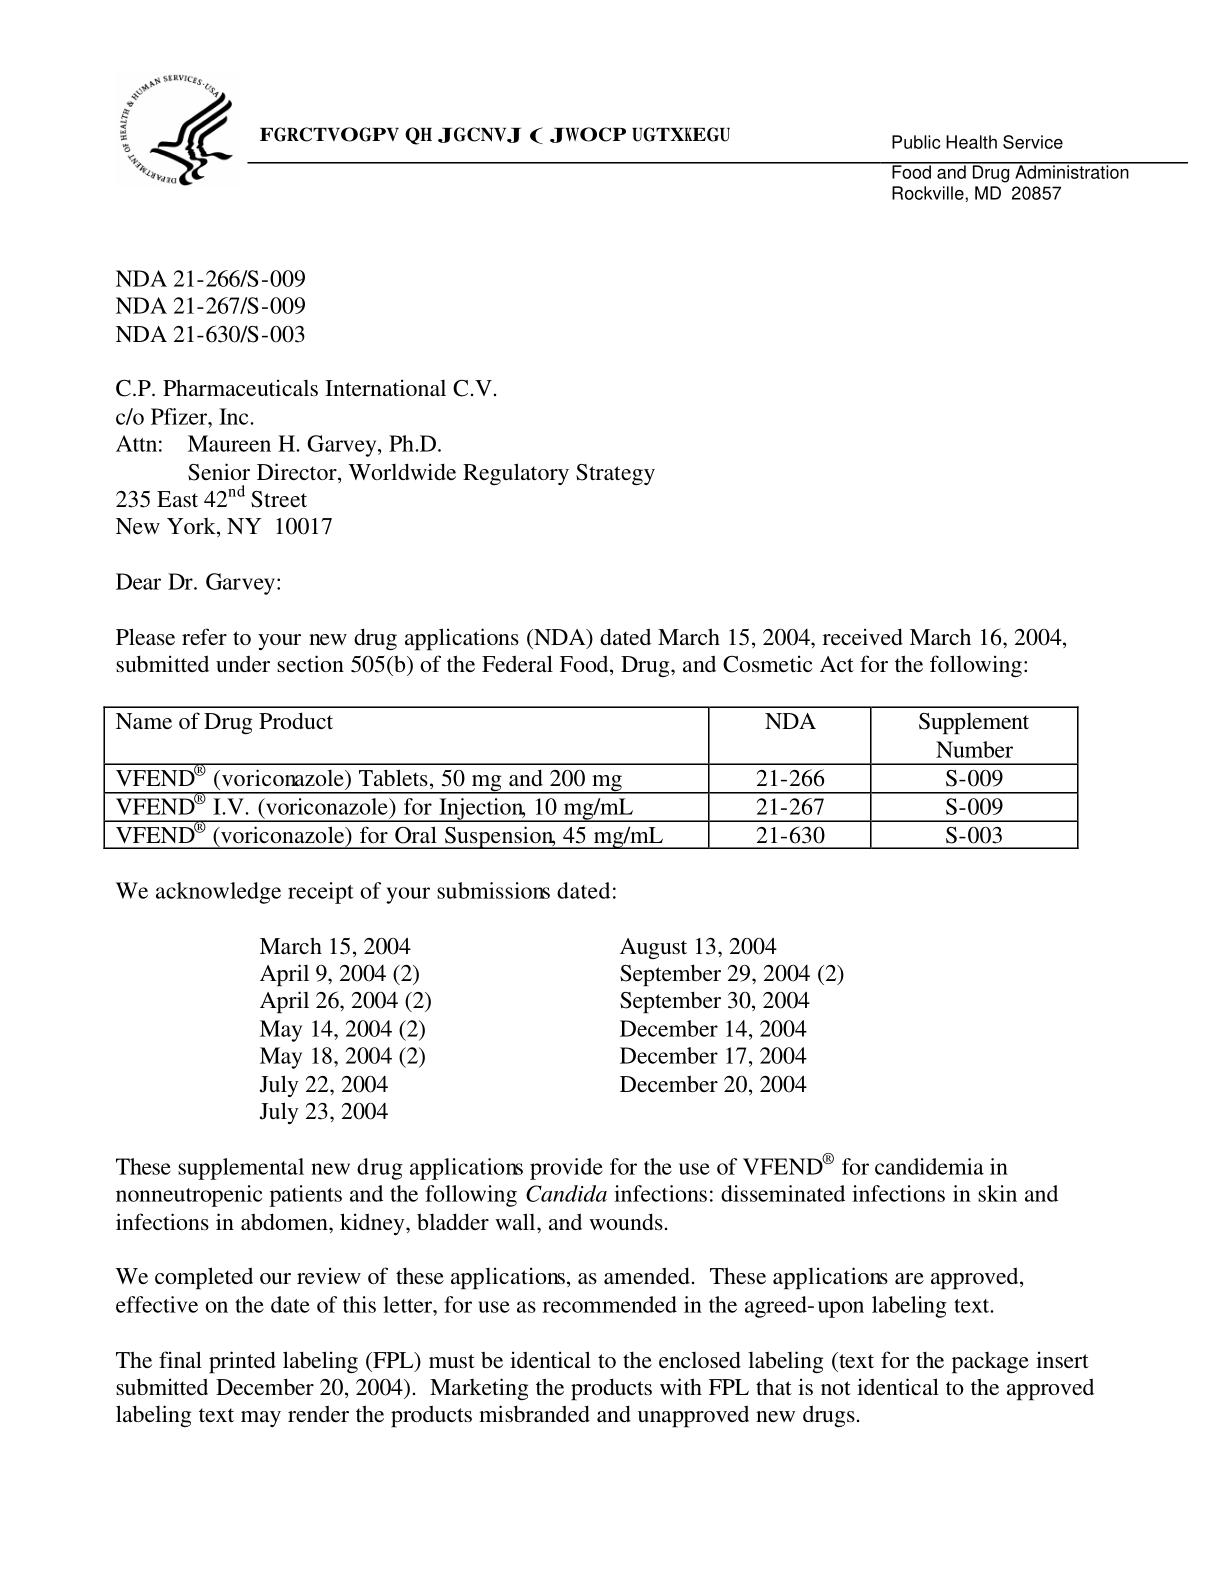 DEPARTMENT OF HEALTH & HUMAN SERVICES-USA
FGRCTVOGPV QH JGCNVJ ( JWOCP UGTXKEGU
Public Health Service
Food and Drug Administration
Rockville, MD 20857
NDA 21-266/S-009
NDA 21-267/S-009
NDA 21-630/S-003
C.P. Pharmaceuticals International C.V.
c/o Pfizer, Inc.
Attn: Maureen H. Garvey, Ph.D.
Senior Director, Worldwide Regulatory Strategy
235 East 42nd Street
New York, NY 10017
Dear Dr. Garvey:
Please refer to your new drug applications (NDA) dated March 15, 2004, received March 16, 2004,
submitted under section 505(b) of the Federal Food, Drug, and Cosmetic Act for the following:
Name of Drug Product NDA Supplement
Number
VFEND® (voriconazole) Tablets, 50 mg and 200 mg 21-266 S-009
VFEND® I.V. (voriconazole) for Injection, 10 mg/mL 21-267 S-009
VFEND® (voriconazole) for Oral Suspension, 45 mg/mL 21-630 S-003
We acknowledge receipt of your submissions dated:
March 15, 2004 August 13, 2004
April 9, 2004 (2) September 29, 2004 (2)
April 26, 2004 (2) September 30, 2004
May 14, 2004 (2) December 14, 2004
May 18, 2004 (2) December 17, 2004
July 22, 2004 December 20, 2004
July 23, 2004
These supplemental new drug applications provide for the use of VFEND® for candidemia in
nonneutropenic patients and the following Candida infections: disseminated infections in skin and
infections in abdomen, kidney, bladder wall, and wounds.
We completed our review of these applications, as amended. These applications are approved,
effective on the date of this letter, for use as recommended in the agreed-upon labeling text.
The final printed labeling (FPL) must be identical to the enclosed labeling (text for the package insert
submitted December 20, 2004). Marketing the products with FPL that is not identical to the approved
labeling text may render the products misbranded and unapproved new drugs.